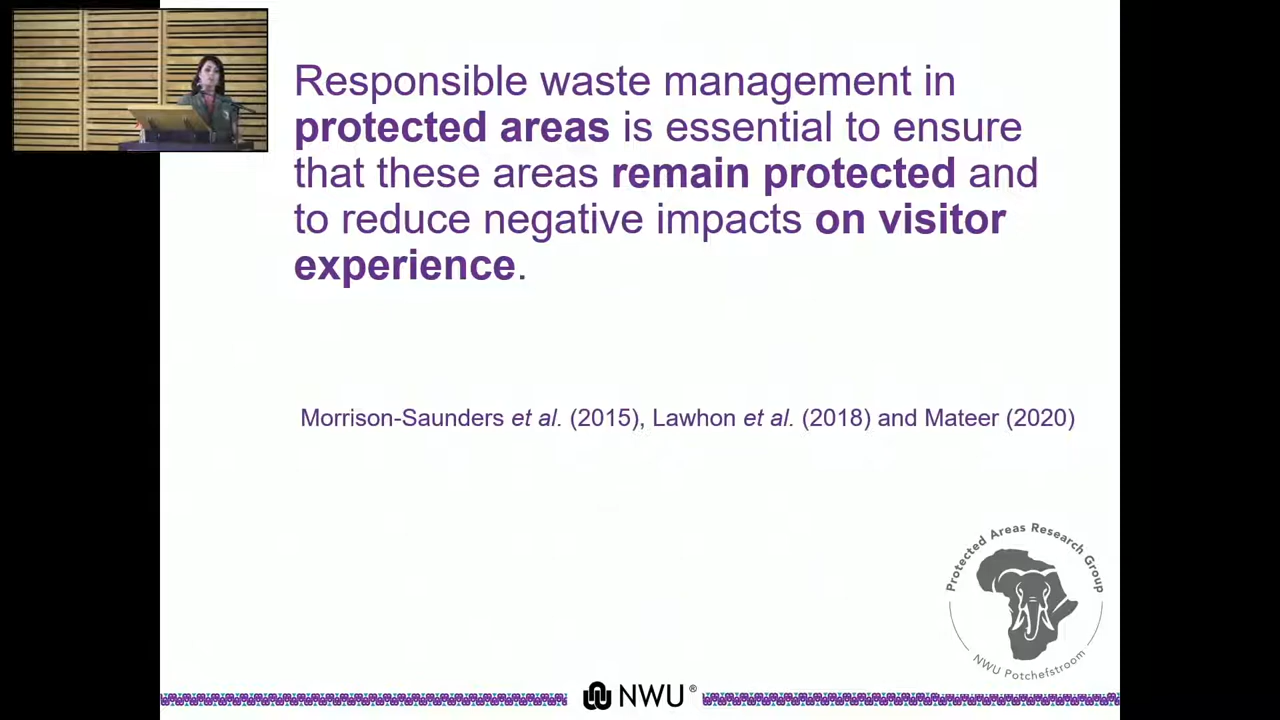 Responsible waste management in
protected areas is essential to ensure
that these areas remain protected and
to reduce negative impacts on visitor
experience.
Morrison-Saunders et al. (2015), Lawhon et al. (2018) and Mateer (2020)
Protected Areas Research Group
NWU Potchefstroom
NWU®